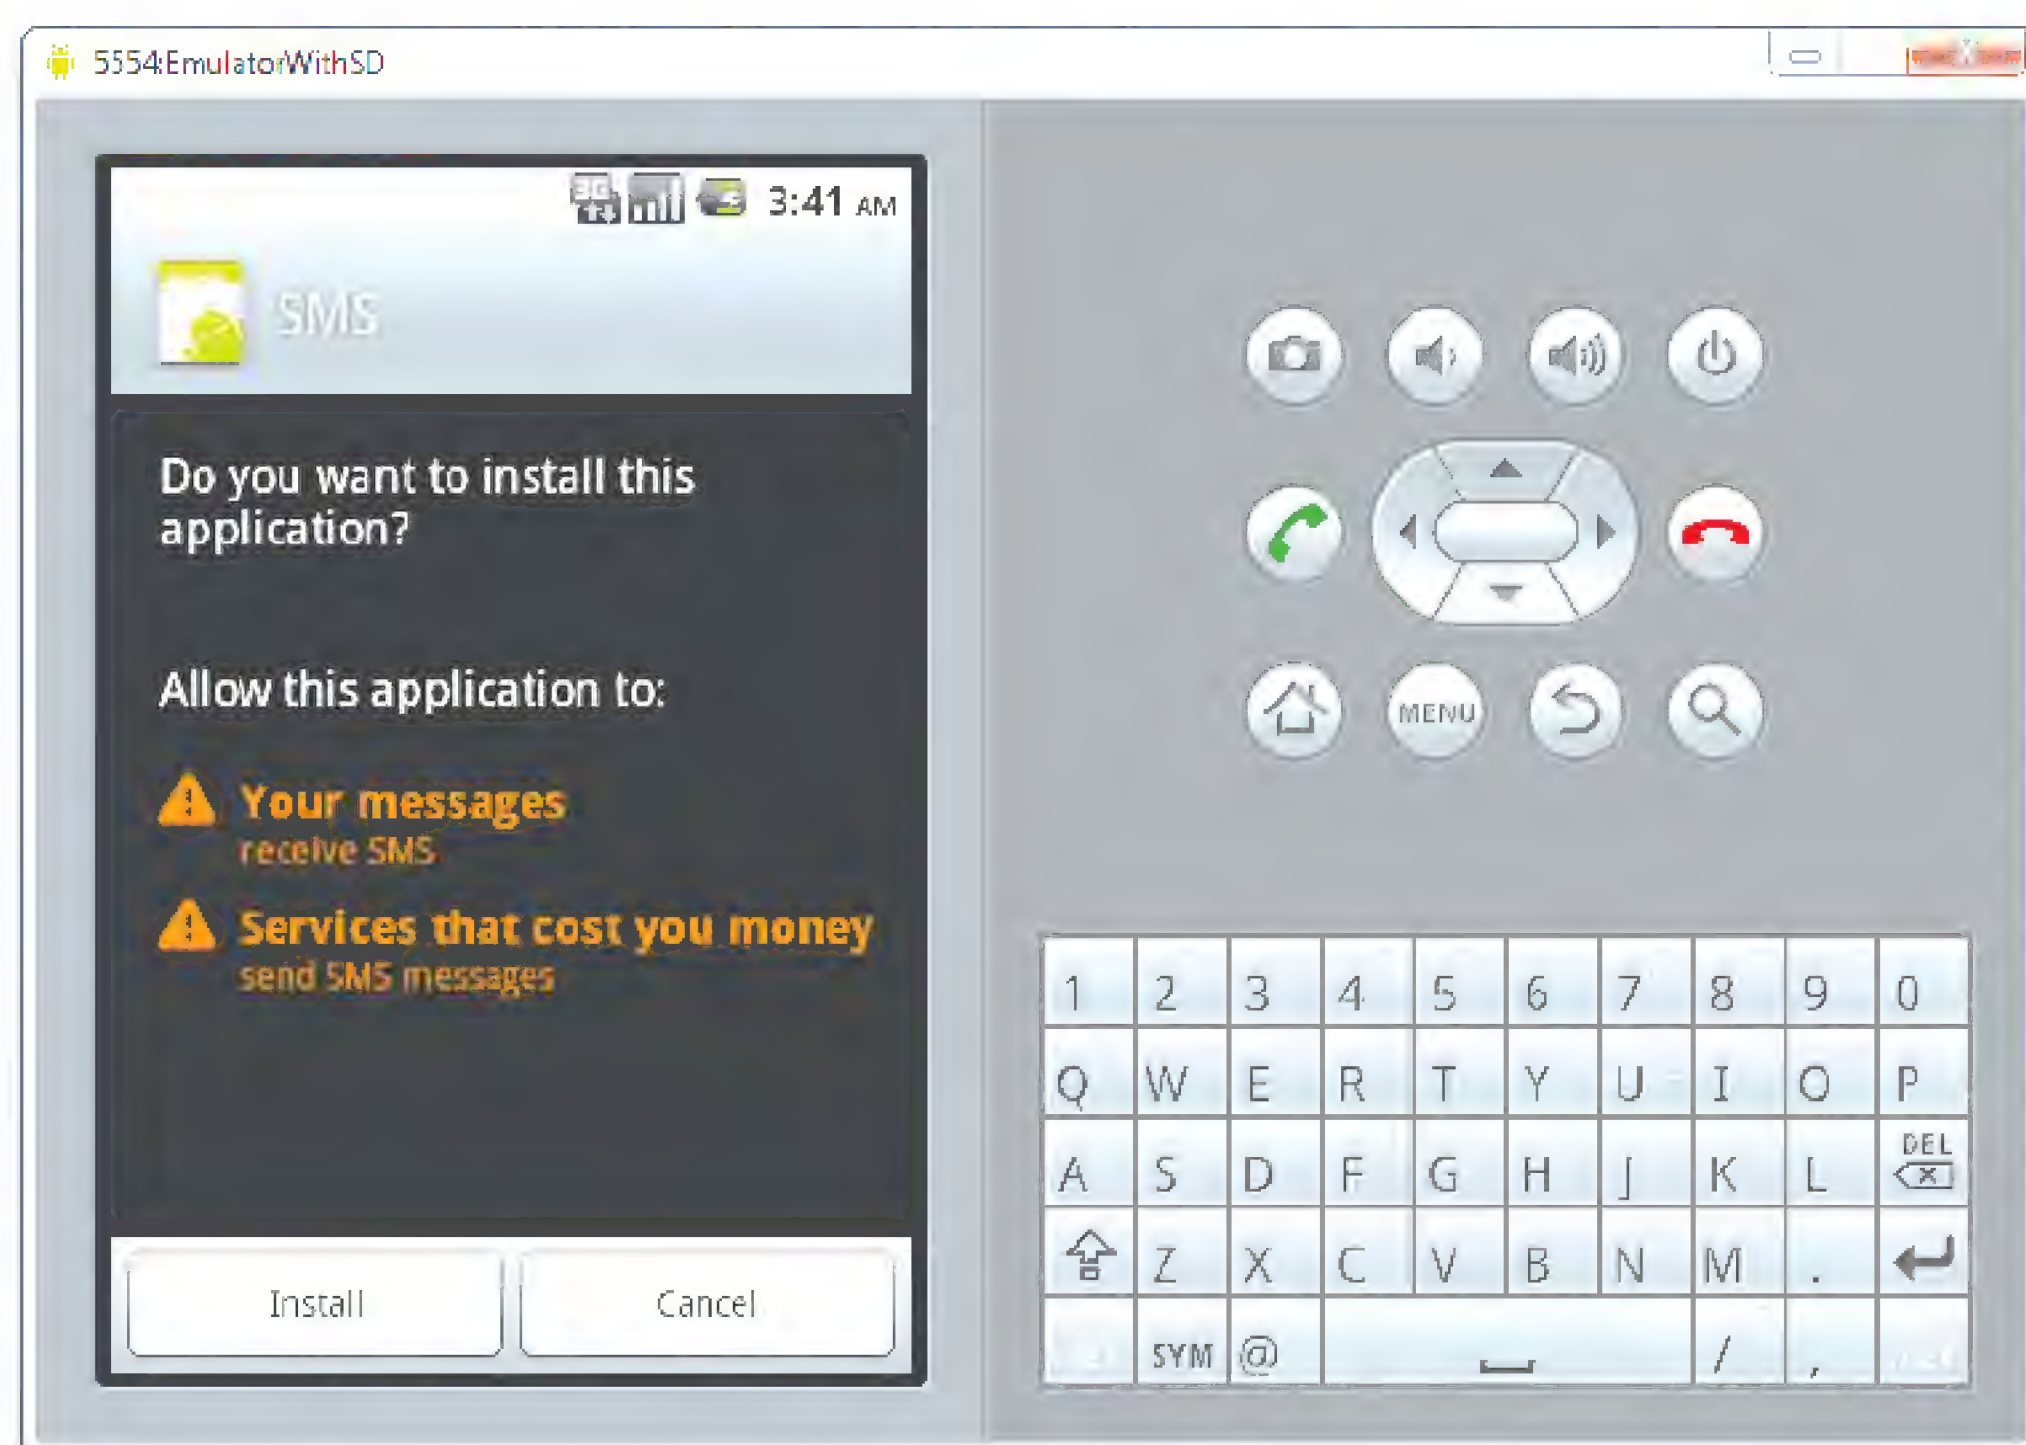 5554:EmulatorWithSD
3G
3:41 AM
SMS
Do you want to install this
application?
Allow this application to:
Your messages
receive SMS
Services that cost you money
send SMS messages
Install
Cancel
MENU
1 2 3 4 5 6 7 8 9 0
Q W E R T Y U I O P
A S D F G H J K L DEL
Z X C V B N M .
SYM @ / ,